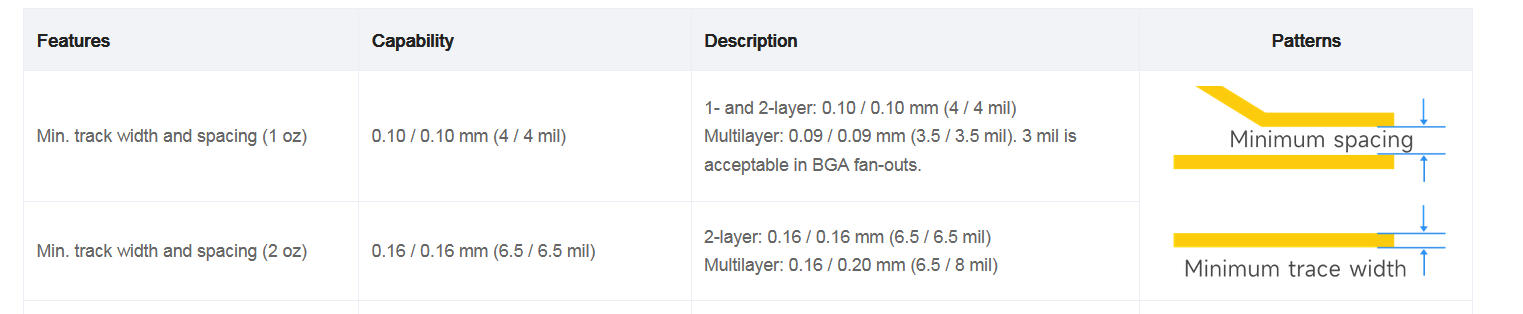 Features
Capability
Description
Patterns
Min. track width and spacing (1 oz)
0.10 / 0.10 mm (4 / 4 mil)
1- and 2-layer: 0.10 / 0.10 mm (4 / 4 mil)
Multilayer: 0.09 / 0.09 mm (3.5 / 3.5 mil). 3 mil is
acceptable in BGA fan-outs.
Minimum spacing
Min. track width and spacing (2 oz)
0.16 / 0.16 mm (6.5 / 6.5 mil)
2-layer: 0.16 / 0.16 mm (6.5 / 6.5 mil)
Multilayer: 0.16 / 0.20 mm (6.5 / 8 mil)
Minimum trace width